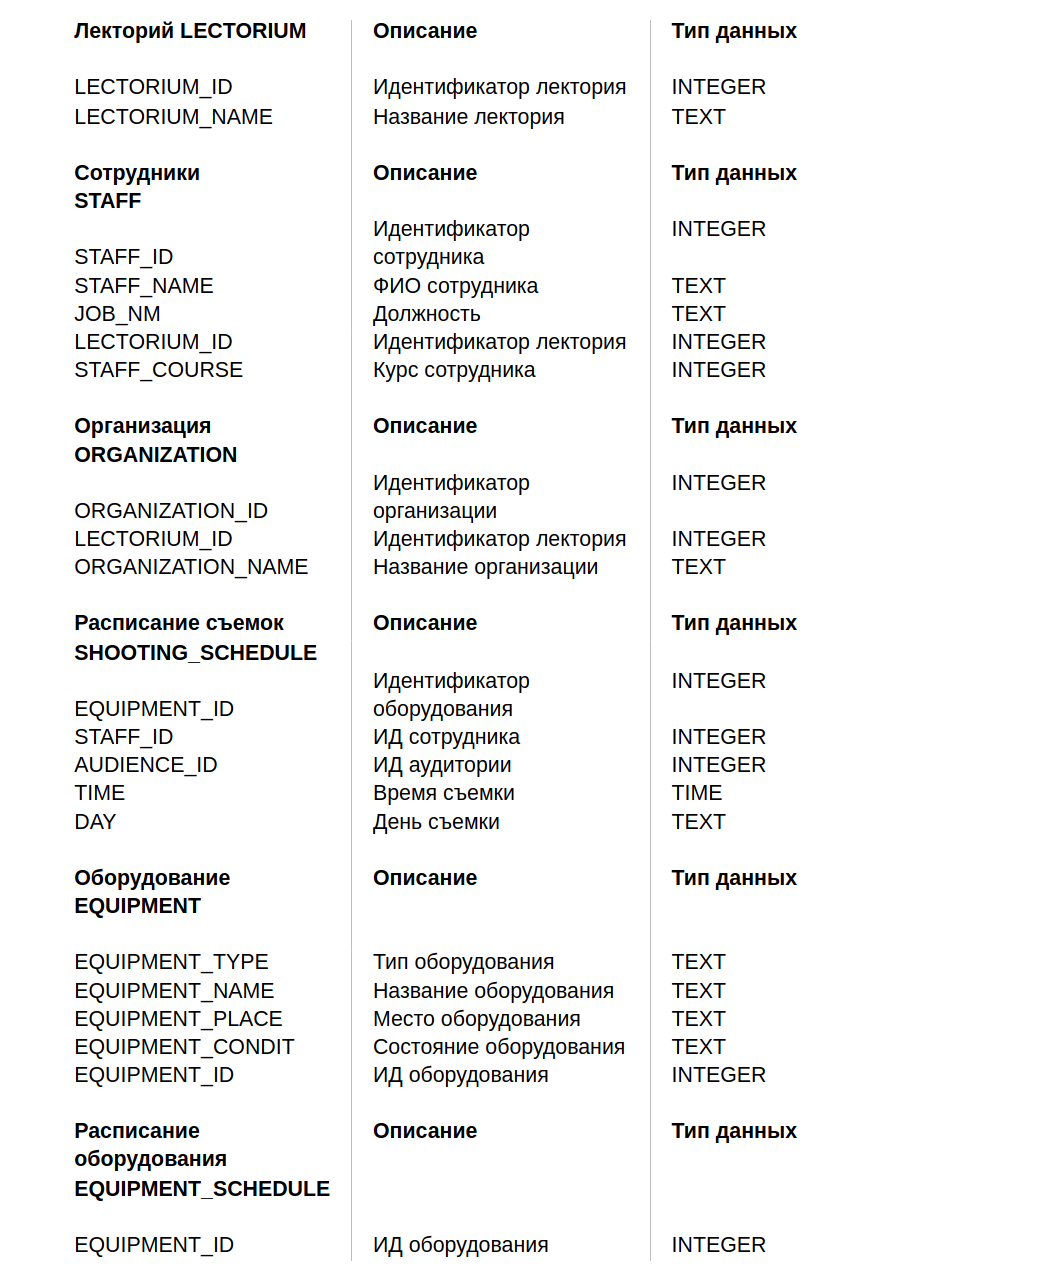 Лекторий LECTORIUM Описание Тип данных
LECTORIUM_ID Идентификатор лектория INTEGER
LECTORIUM_NAME Название лектория TEXT
Сотрудники Описание Тип данных
STAFF
Идентификатор INTEGER
STAFF_ID сотрудника
STAFF_NAME ФИО сотрудника TEXT
JOB_NM Должность TEXT
LECTORIUM_ID Идентификатор лектория INTEGER
STAFF_COURSE Курс сотрудника INTEGER
Организация Описание Тип данных
ORGANIZATION
Идентификатор INTEGER
ORGANIZATION_ID организации
LECTORIUM_ID Идентификатор лектория INTEGER
ORGANIZATION_NAME Название организации TEXT
Расписание съемок Описание Тип данных
SHOOTING_SCHEDULE
Идентификатор INTEGER
EQUIPMENT_ID оборудования
STAFF_ID ИД сотрудника INTEGER
AUDIENCE_ID ИД аудитории INTEGER
TIME Время съемки TIME
DAY День съемки TEXT
Оборудование Описание Тип данных
EQUIPMENT
EQUIPMENT_TYPE Тип оборудования TEXT
EQUIPMENT_NAME Название оборудования TEXT
EQUIPMENT_PLACE Место оборудования TEXT
EQUIPMENT_CONDIT Состояние оборудования TEXT
EQUIPMENT_ID ИД оборудования INTEGER
Расписание Описание Тип данных
оборудования
EQUIPMENT_SCHEDULE
EQUIPMENT_ID ИД оборудования INTEGER